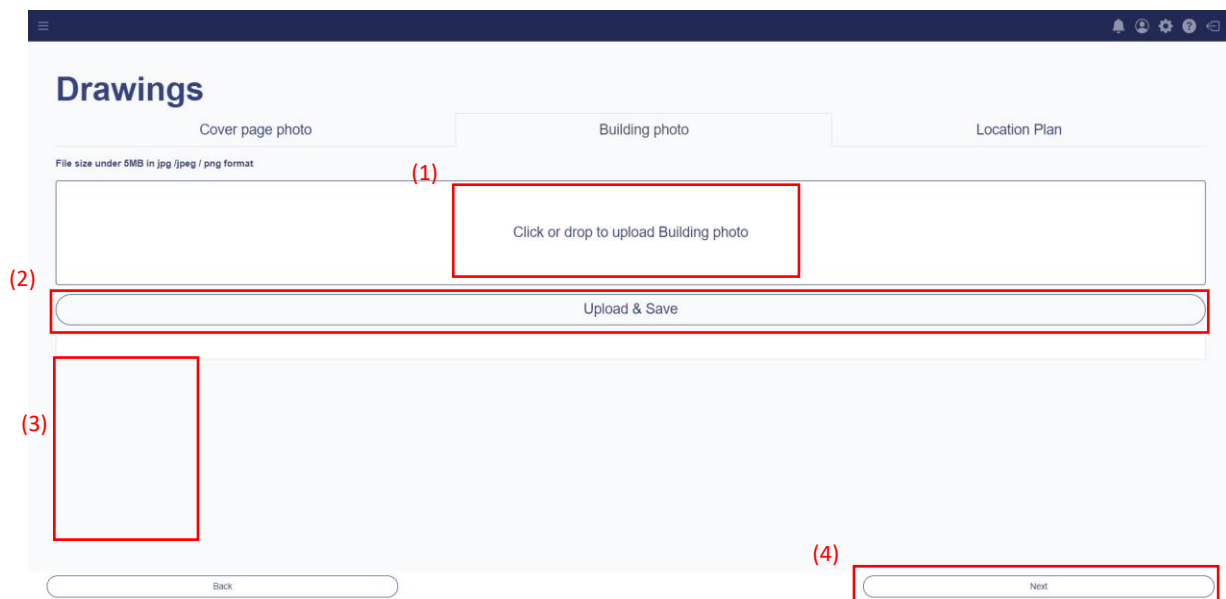 Drawings
Cover page photo Building photo Location Plan
File size under 5MB in jpg /jpeg / png format
(1)
Click or drop to upload Building photo
(2)
Upload & Save
(3)
(4)
Back Next